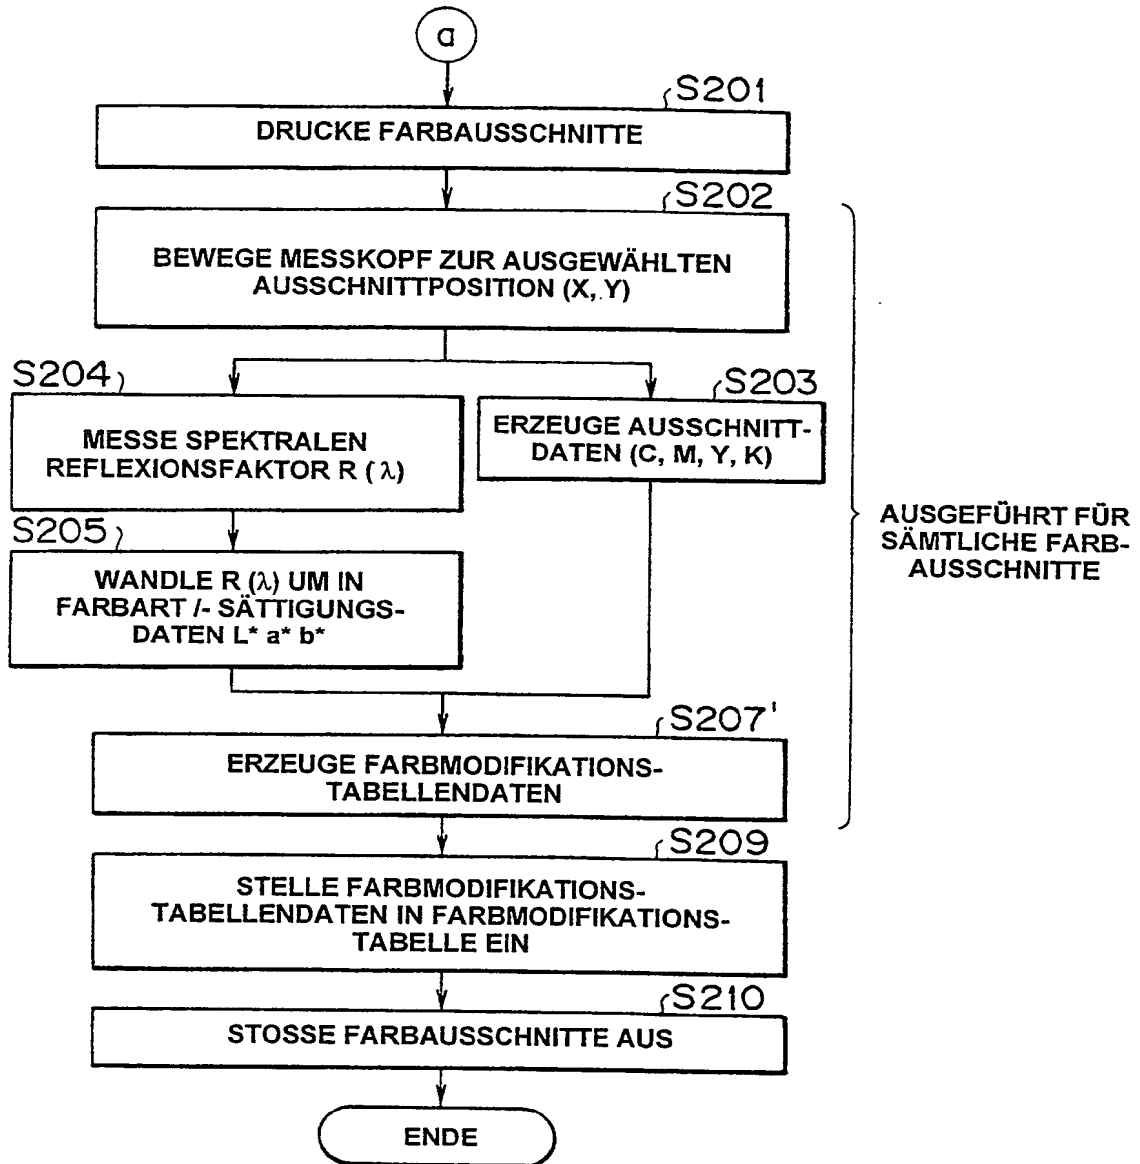 a
S201
DRUCKE FARBAUSSCHNITTE
S202
BEWEGE MESSKOPF ZUR AUSGEWÄHLTEN
AUSSCHNITTPOSITION (X, Y)
S204
MESSE SPEKTRALEN
REFLEXIONSFAKTOR R (λ)
S203
ERZEUGE AUSSCHNITT-
DATEN (C, M, Y, K)
S205
WANDLE R (λ) UM IN
FARBART /- SÄTTIGUNGS-
DATEN L* a* b*
AUSGEFÜHRT FÜR
SÄMTLICHE FARB-
AUSSCHNITTE
S207'
ERZEUGE FARBMODIFIKATIONS-
TABELLENDATEN
S209
STELLE FARBMODIFIKATIONS-
TABELLENDATEN IN FARBMODIFIKATIONS-
TABELLE EIN
S210
STOSSE FARBAUSSCHNITTE AUS
ENDE